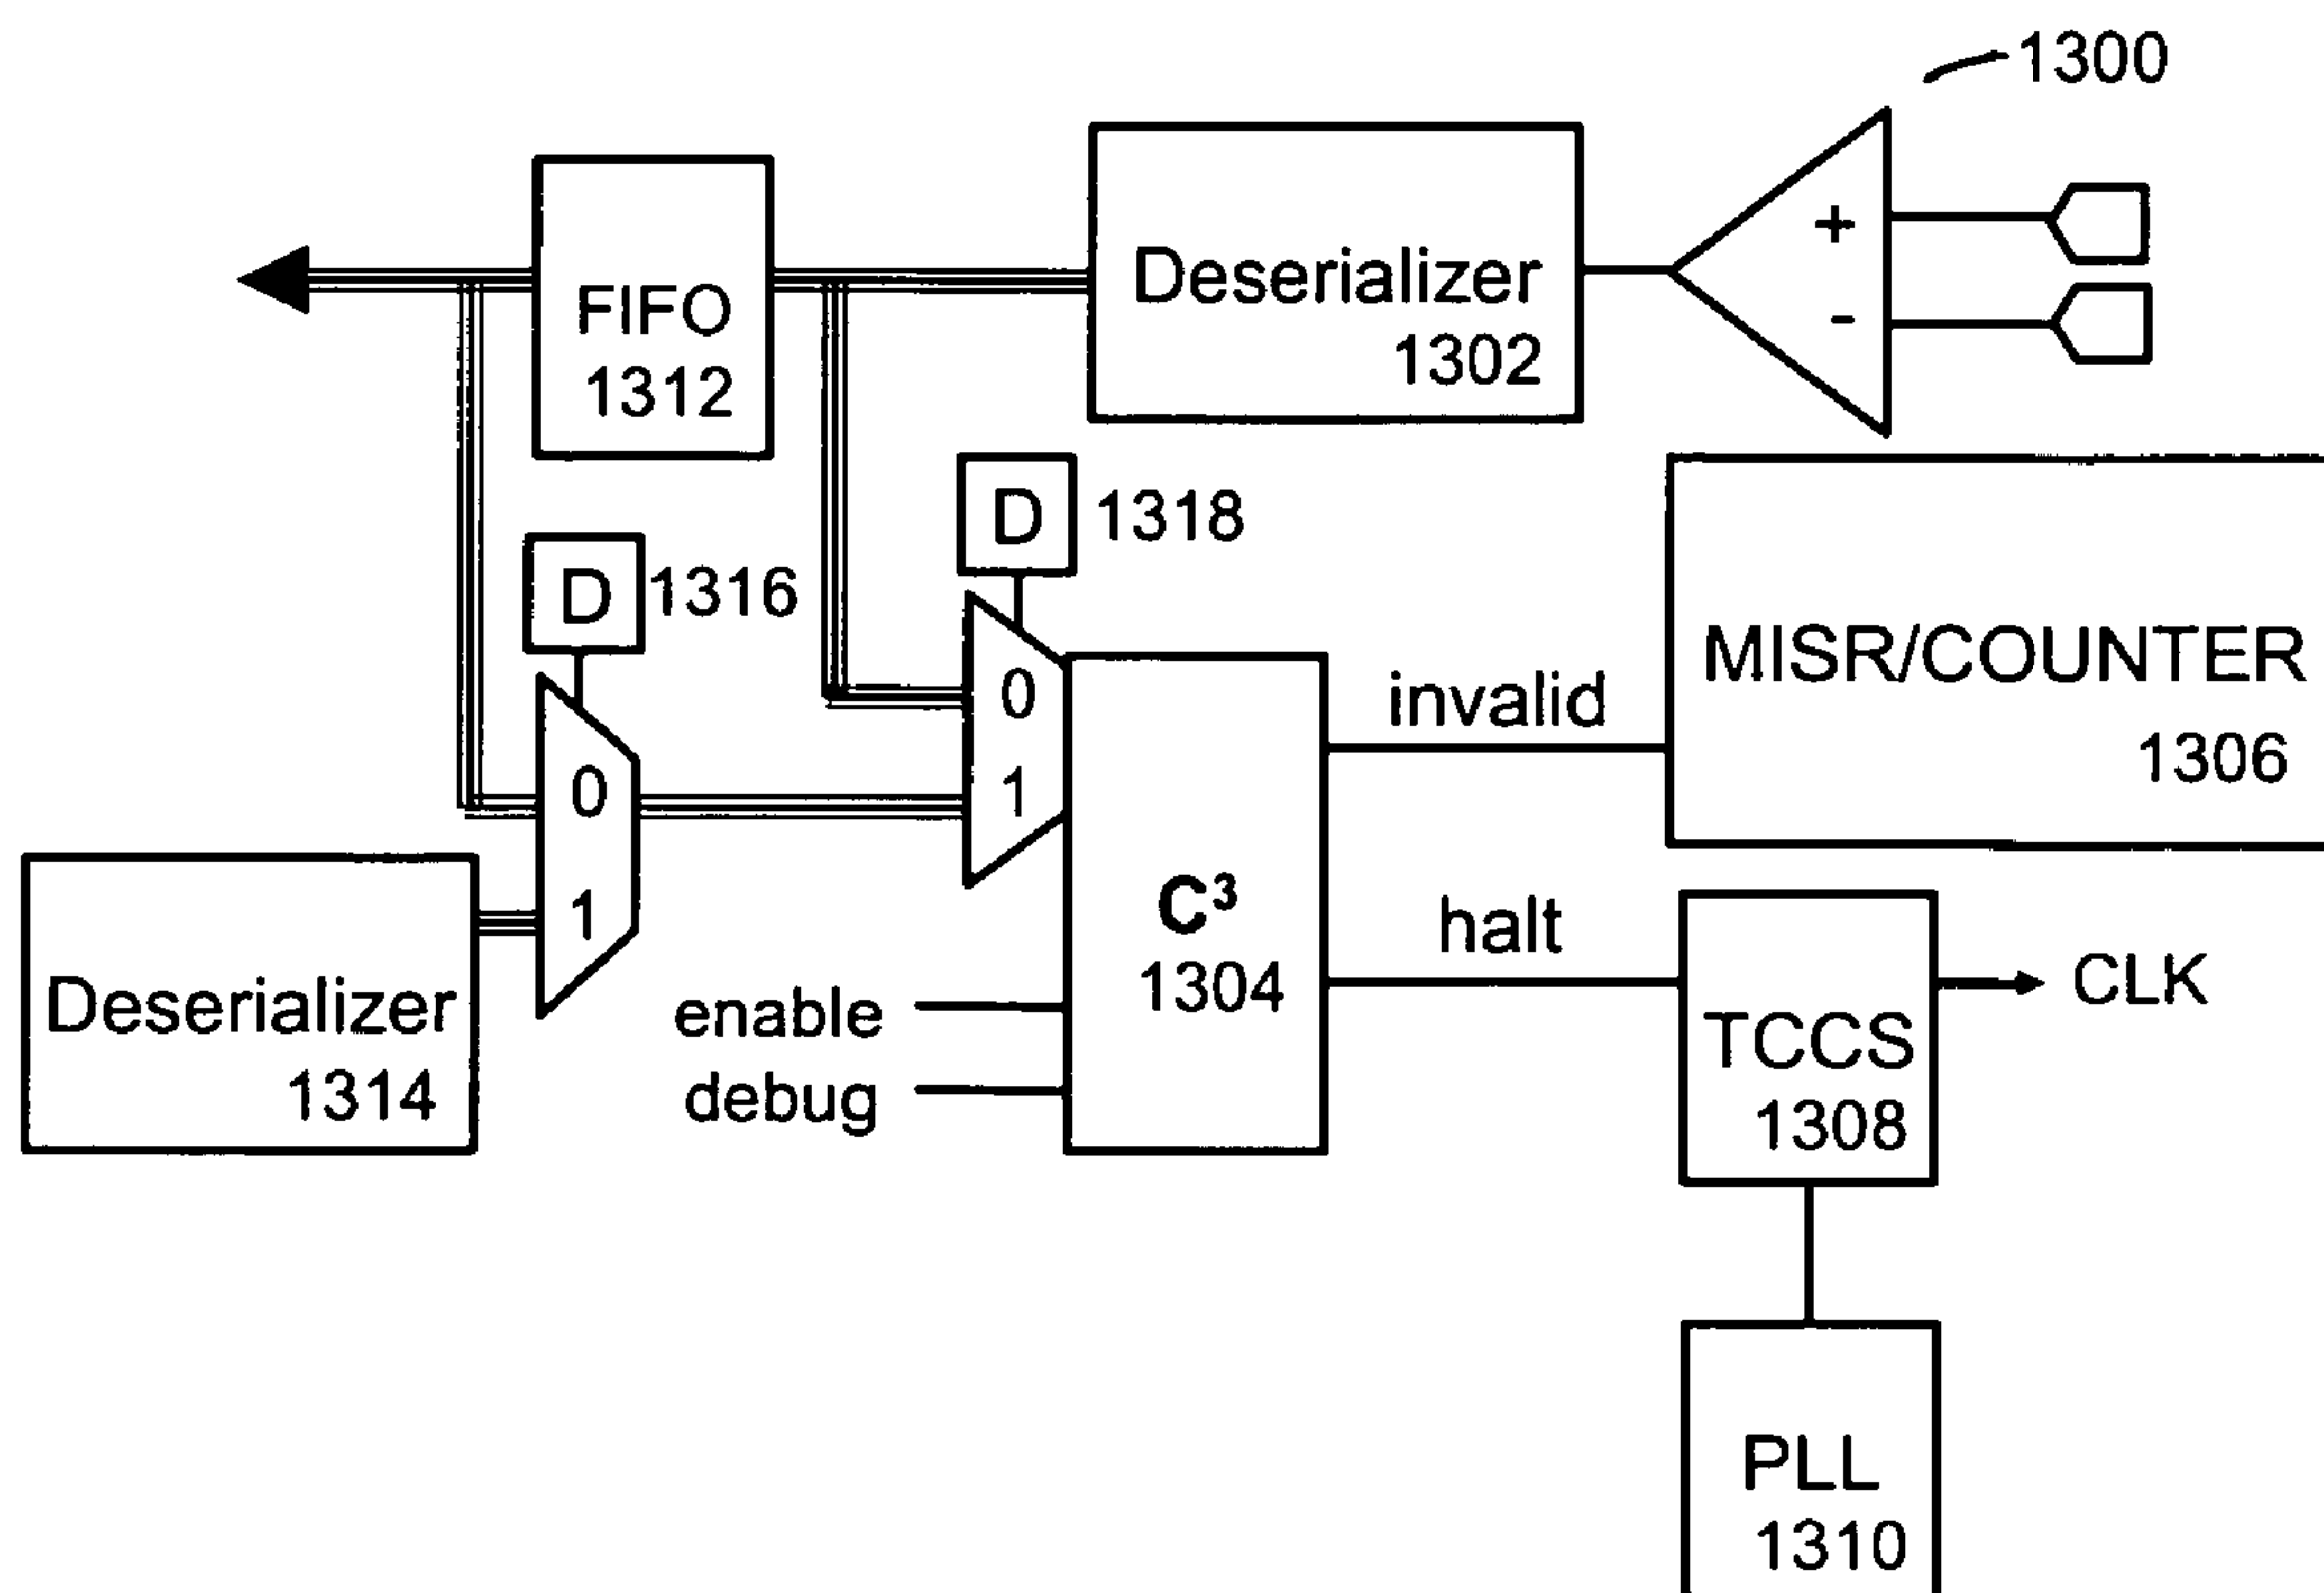 1300
+
-
Deserializer
1302
FIFO
1312
D
1318
D
1316
0
1
0
1
Deserializer
1314
enable
debug
C³
1304
invalid
halt
MISR/COUNTER
1306
TCCS
1308
CLK
PLL
1310